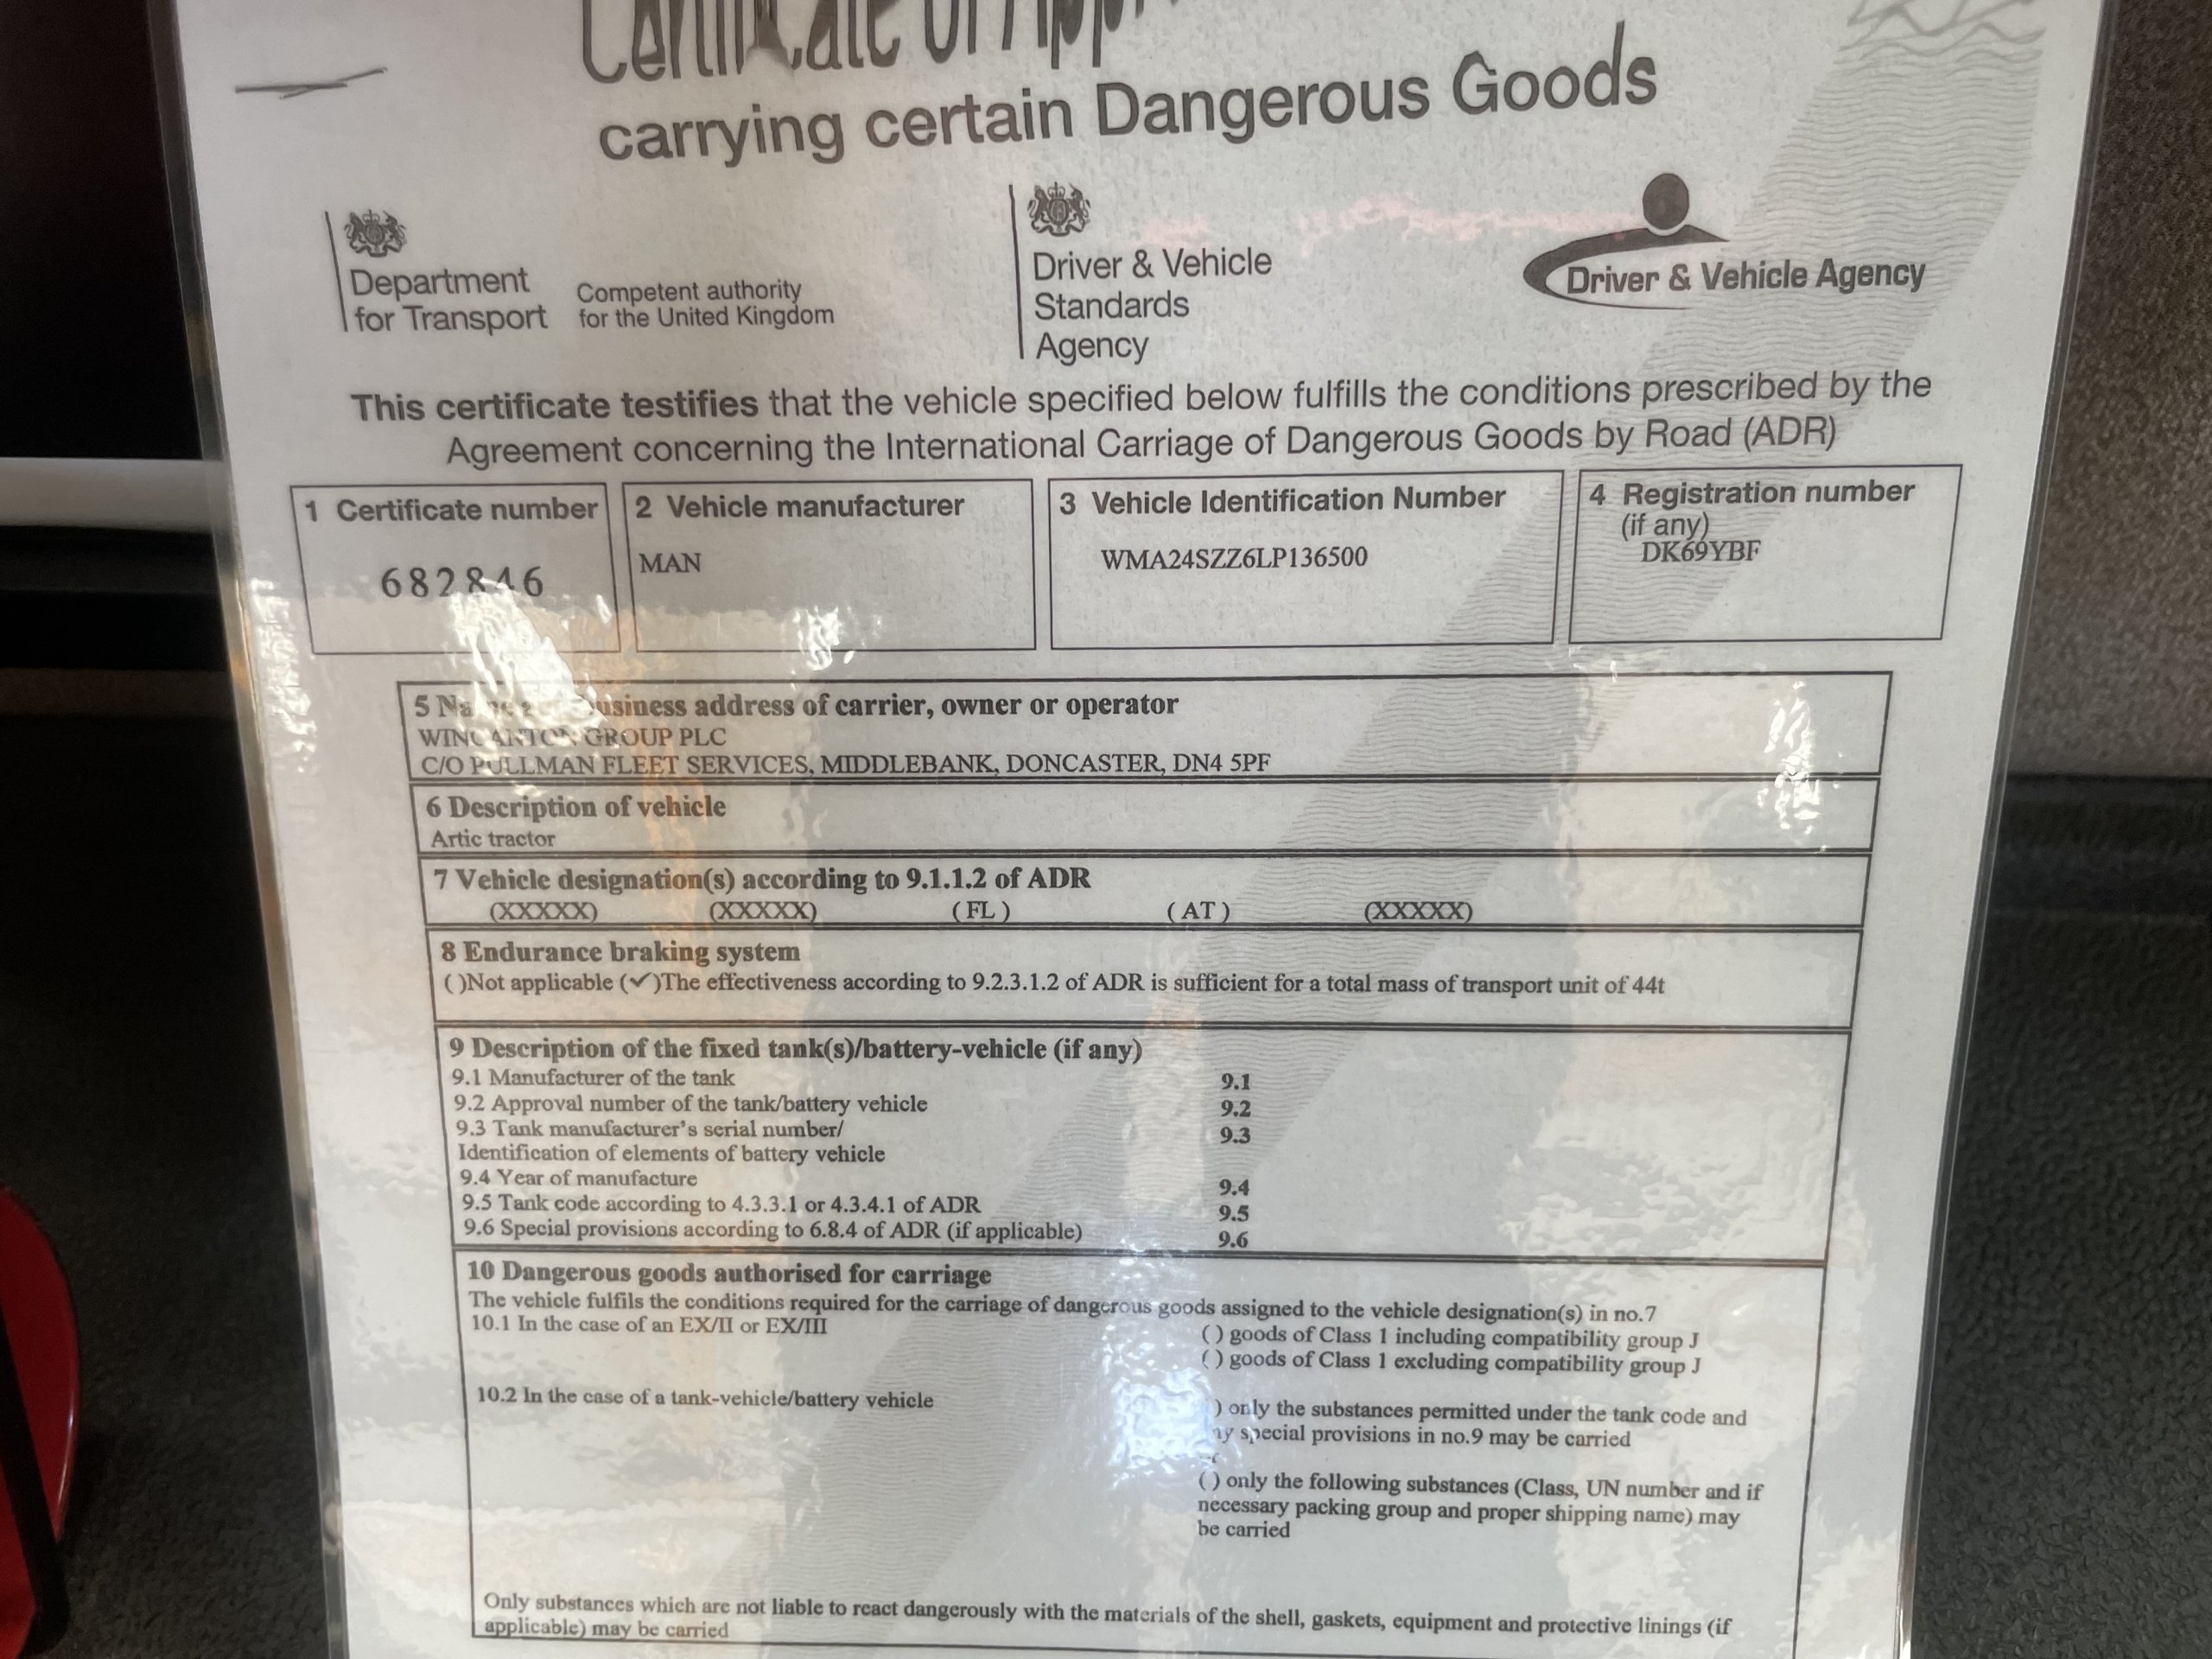 Certificate of App
carrying certain Dangerous Goods
Department
for Transport
Competent authority
for the United Kingdom
Driver & Vehicle
Standards
Agency
Driver & Vehicle Agency
This certificate testifies that the vehicle specified below fulfills the conditions prescribed by the
Agreement concerning the International Carriage of Dangerous Goods by Road (ADR)
1 Certificate number
682846
2 Vehicle manufacturer
MAN
3 Vehicle Identification Number
WMA24SZZ6LP136500
4 Registration number
(if any)
DK69YBF
5 Name business address of carrier, owner or operator
WINCANTON GROUP PLC
C/O PULLMAN FLEET SERVICES, MIDDLEBANK, DONCASTER, DN4 5PF
6 Description of vehicle
Artic tractor
7 Vehicle designation(s) according to 9.1.1.2 of ADR
(XXXXX) (XXXXX) ( FL ) ( AT ) (XXXXX)
8 Endurance braking system
( )Not applicable (✓)The effectiveness according to 9.2.3.1.2 of ADR is sufficient for a total mass of transport unit of 44t
9 Description of the fixed tank(s)/battery-vehicle (if any)
9.1 Manufacturer of the tank 9.1
9.2 Approval number of the tank/battery vehicle 9.2
9.3 Tank manufacturer's serial number/ 9.3
Identification of elements of battery vehicle
9.4 Year of manufacture 9.4
9.5 Tank code according to 4.3.3.1 or 4.3.4.1 of ADR 9.5
9.6 Special provisions according to 6.8.4 of ADR (if applicable) 9.6
10 Dangerous goods authorised for carriage
The vehicle fulfils the conditions required for the carriage of dangerous goods assigned to the vehicle designation(s) in no.7
10.1 In the case of an EX/II or EX/III
( ) goods of Class 1 including compatibility group J
( ) goods of Class 1 excluding compatibility group J
10.2 In the case of a tank-vehicle/battery vehicle
) only the substances permitted under the tank code and
special provisions in no.9 may be carried
( ) only the following substances (Class, UN number and if
necessary packing group and proper shipping name) may
be carried
Only substances which are not liable to react dangerously with the materials of the shell, gaskets, equipment and protective linings (if
applicable) may be carried